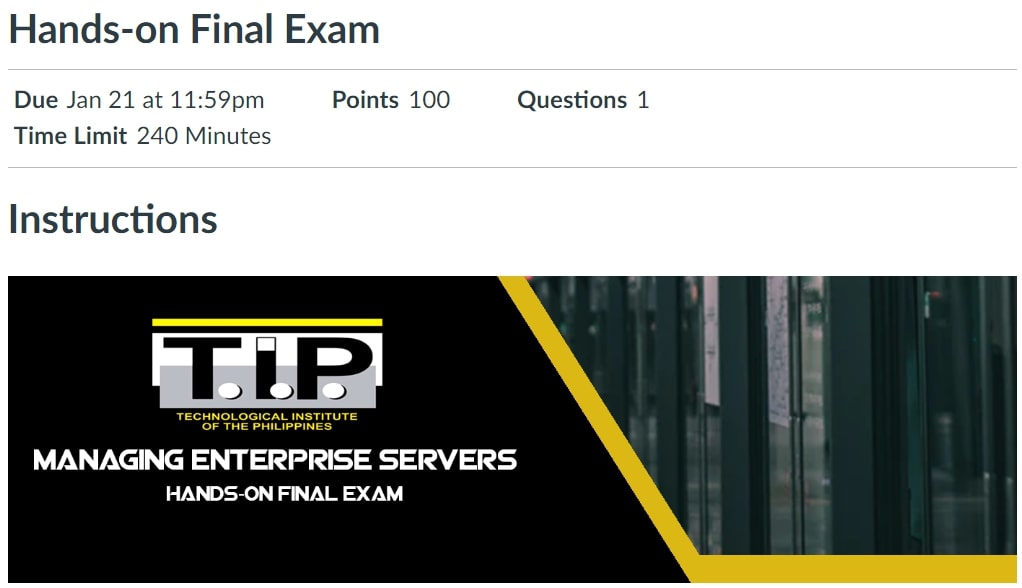 Hands-on Final Exam
Due Jan 21 at 11:59pm Points 100 Questions 1
Time Limit 240 Minutes
Instructions
T.I.P.
TECHNOLOGICAL INSTITUTE
OF THE PHILIPPINES
MANAGING ENTERPRISE SERVERS
HANDS-ON FINAL EXAM